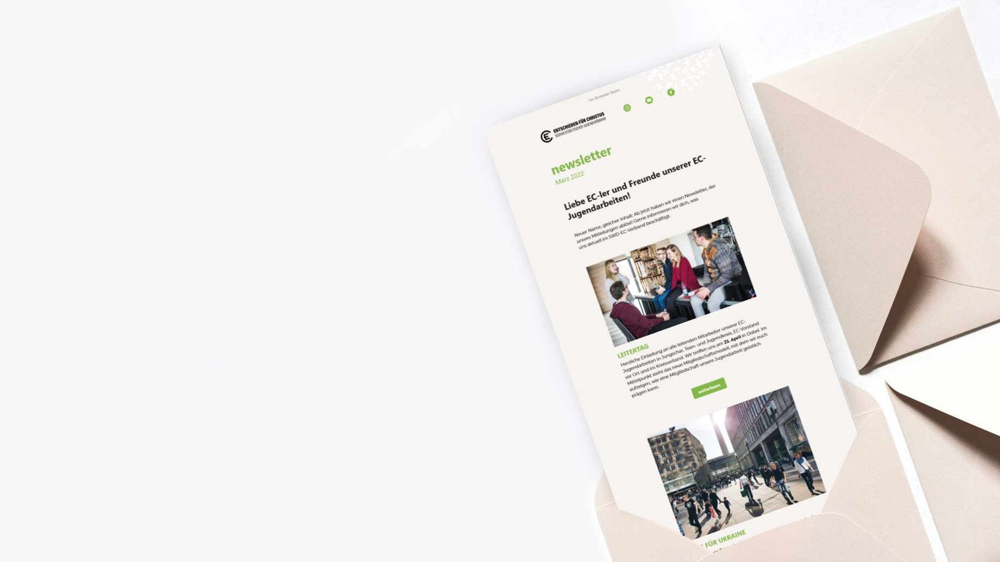 Im Browser lesen
ENTSCHIEDEN FÜR CHRISTUS
SÜDWESTDEUTSCHER JUGENDVERBAND
newsletter
März 2022
Liebe EC-ler und Freunde unserer EC-
Jugendarbeiten!
Neuer Name, gleicher Inhalt: Ab jetzt haben wir einen Newsletter, der
unsere Mitteilungen ablöst! Gerne informieren wir dich, was
uns aktuell im SWD-EC-Verband beschäftigt.
LEITERTAG
Herzliche Einladung an alle leitenden Mitarbeiter unserer EC-
Jugendarbeiten in Jungschar, Teen- und Jugendkreis, EC-Vorstand
vor Ort und im Kreisverband. Wir treffen uns am 23. April in Dobel. Im
Mittelpunkt steht das neue Mitgliedschaftsmodell, mit dem wir euch
aufzeigen, wie eine Mitgliedschaft unsere Jugendarbeit geistlich
prägen kann.
weiterlesen
FÜR UKRAINE